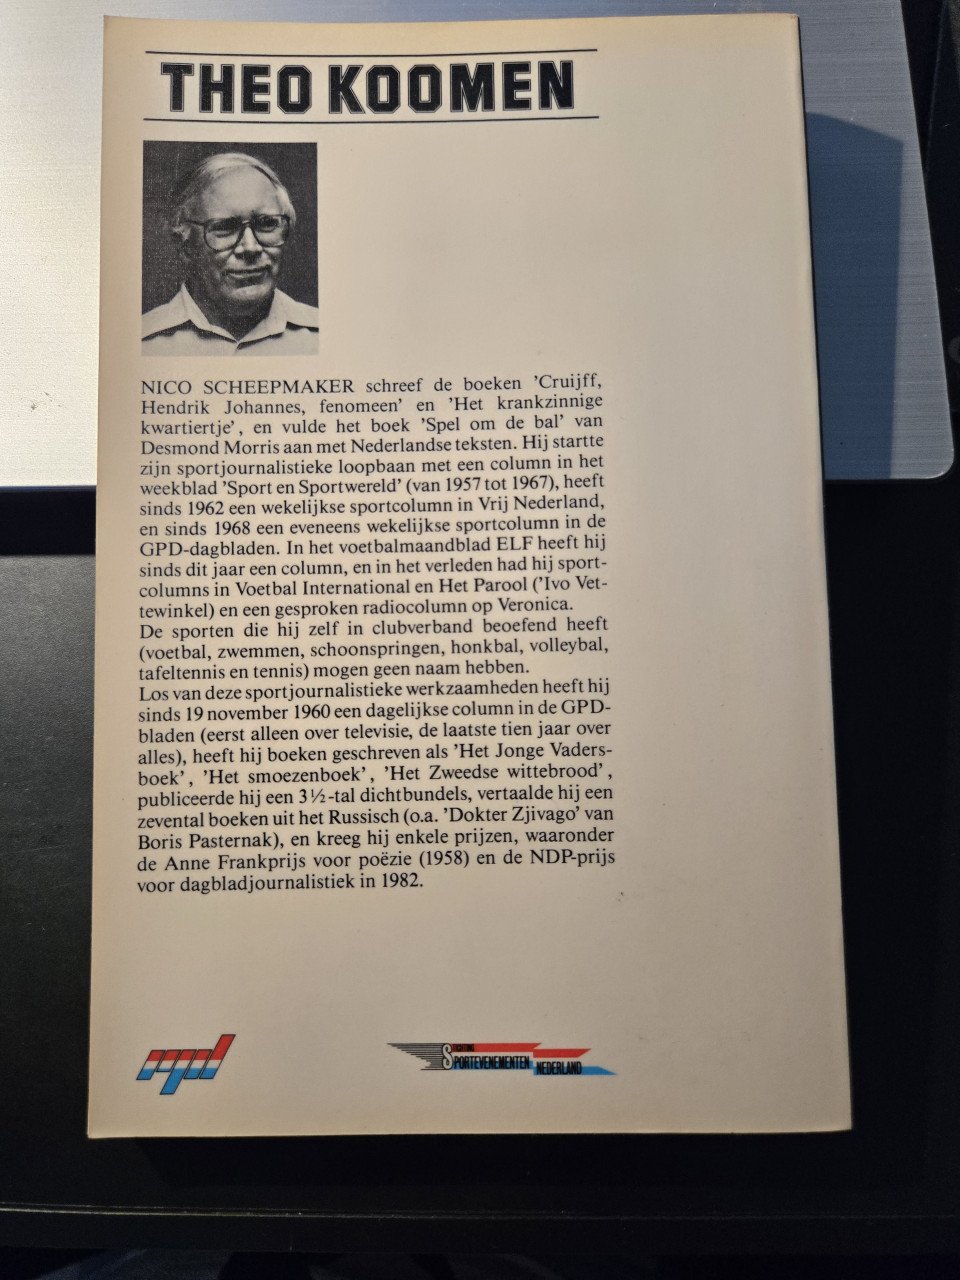 THEO KOOMEN
NICO SCHEEPMAKER schreef de boeken 'Cruijff,
Hendrik Johannes, fenomeen' en 'Het krankzinnige
kwartiertje', en vulde het boek 'Spel om de bal' van
Desmond Morris aan met Nederlandse teksten. Hij startte
zijn sportjournalistieke loopbaan met een column in het
weekblad 'Sport en Sportwereld' (van 1957 tot 1967), heeft
sinds 1962 een wekelijkse sportcolumn in Vrij Nederland,
en sinds 1968 een eveneens wekelijkse sportcolumn in de
GPD-dagbladen. In het voetbalmaandblad ELF heeft hij
sinds dit jaar een column, en in het verleden had hij sport-
columns in Voetbal International en Het Parool ('Ivo Vet-
tewinkel) en een gesproken radiocolumn op Veronica.
De sporten die hij zelf in clubverband beoefend heeft
(voetbal, zwemmen, schoonspringen, honkbal, volleybal,
tafeltennis en tennis) mogen geen naam hebben.
Los van deze sportjournalistieke werkzaamheden heeft hij
sinds 19 november 1960 een dagelijkse column in de GPD-
bladen (eerst alleen over televisie, de laatste tien jaar over
alles), heeft hij boeken geschreven als 'Het Jonge Vaders-
boek', 'Het smoezenboek', 'Het Zweedse wittebrood',
publiceerde hij een 3½-tal dichtbundels, vertaalde hij een
zevental boeken uit het Russisch (o.a. 'Dokter Zjivago' van
Boris Pasternak), en kreeg hij enkele prijzen, waaronder
de Anne Frankprijs voor poëzie (1958) en de NDP-prijs
voor dagbladjournalistiek in 1982.
STICHTING
SPORTEVENEMENTEN
NEDERLAND